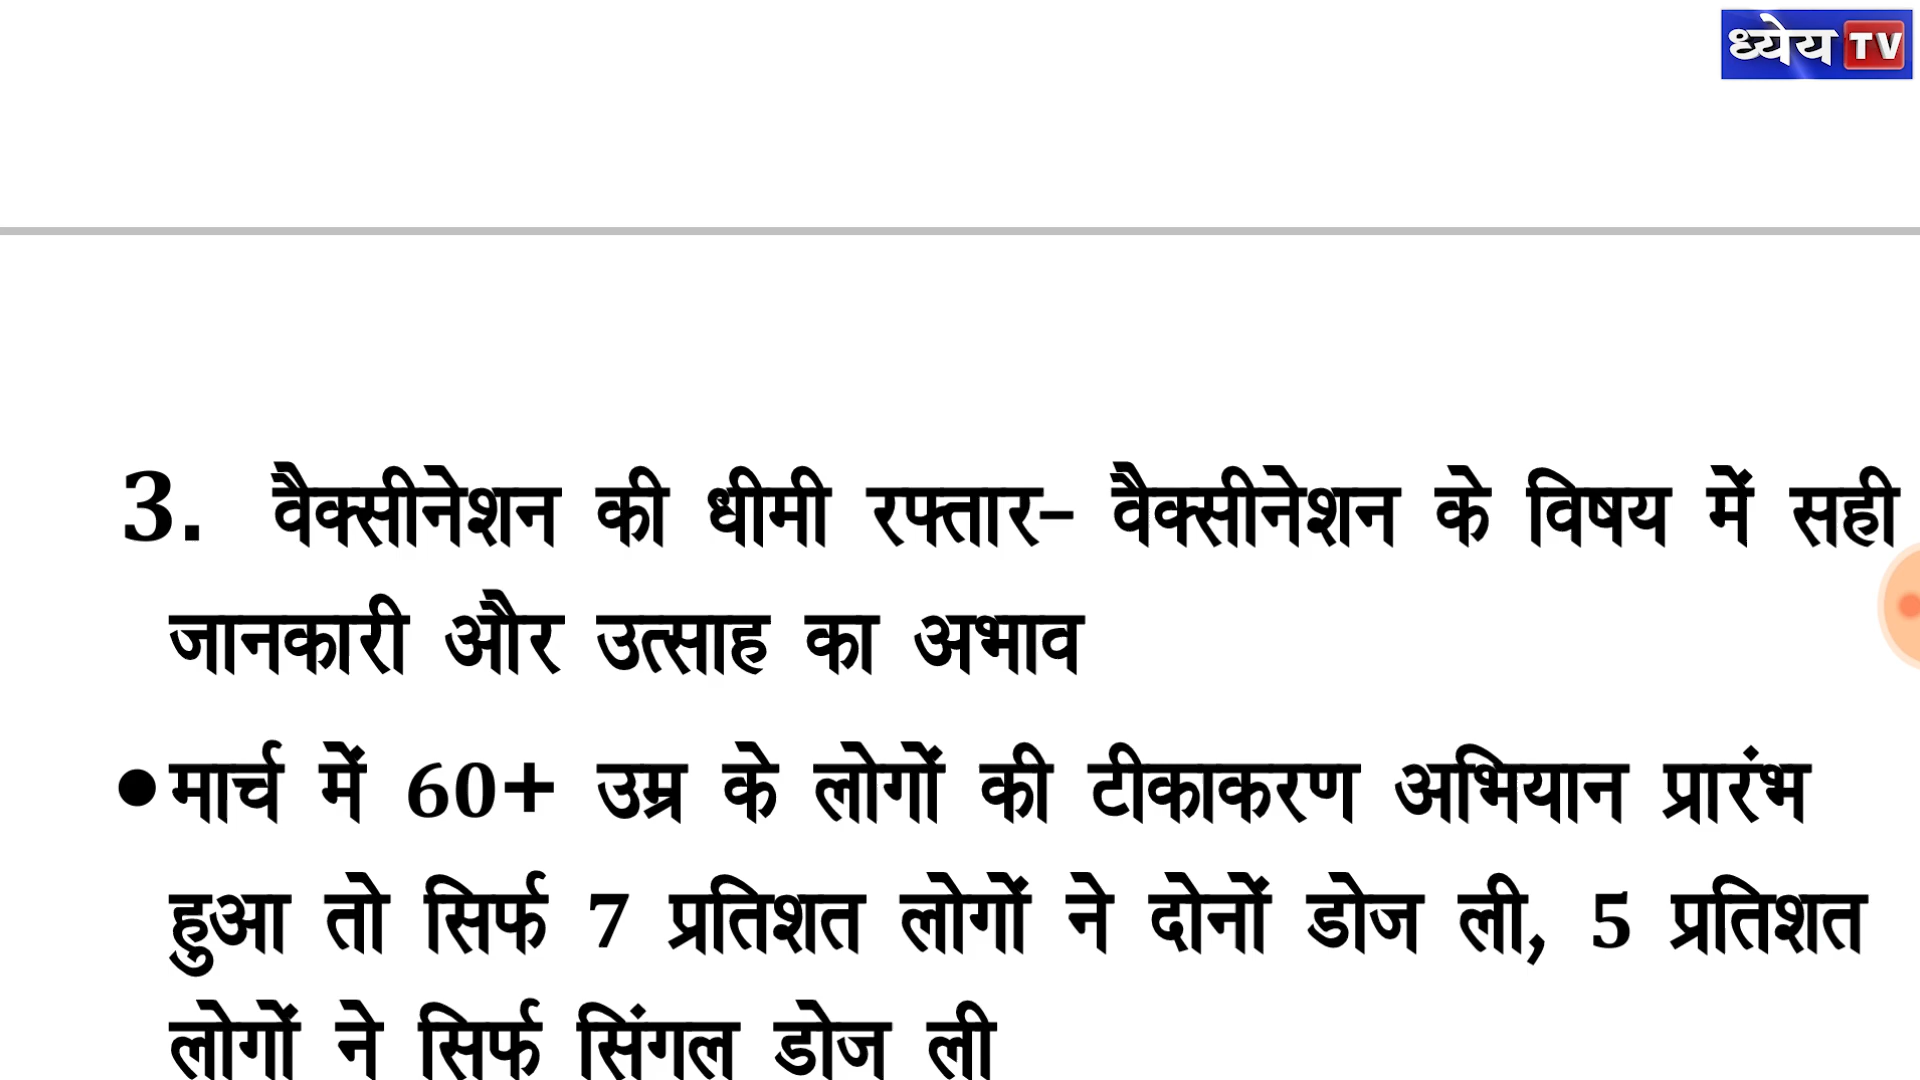 ध्येय TV
3. वैक्सीनेशन की धीमी रफ्तार– वैक्सीनेशन के विषय में सही
जानकारी और उत्साह का अभाव
•मार्च में 60+ उम्र के लोगों की टीकाकरण अभियान प्रारंभ
हुआ तो सिर्फ 7 प्रतिशत लोगों ने दोनों डोज ली, 5 प्रतिशत
लोगों ने सिर्फ सिंगल डोज ली